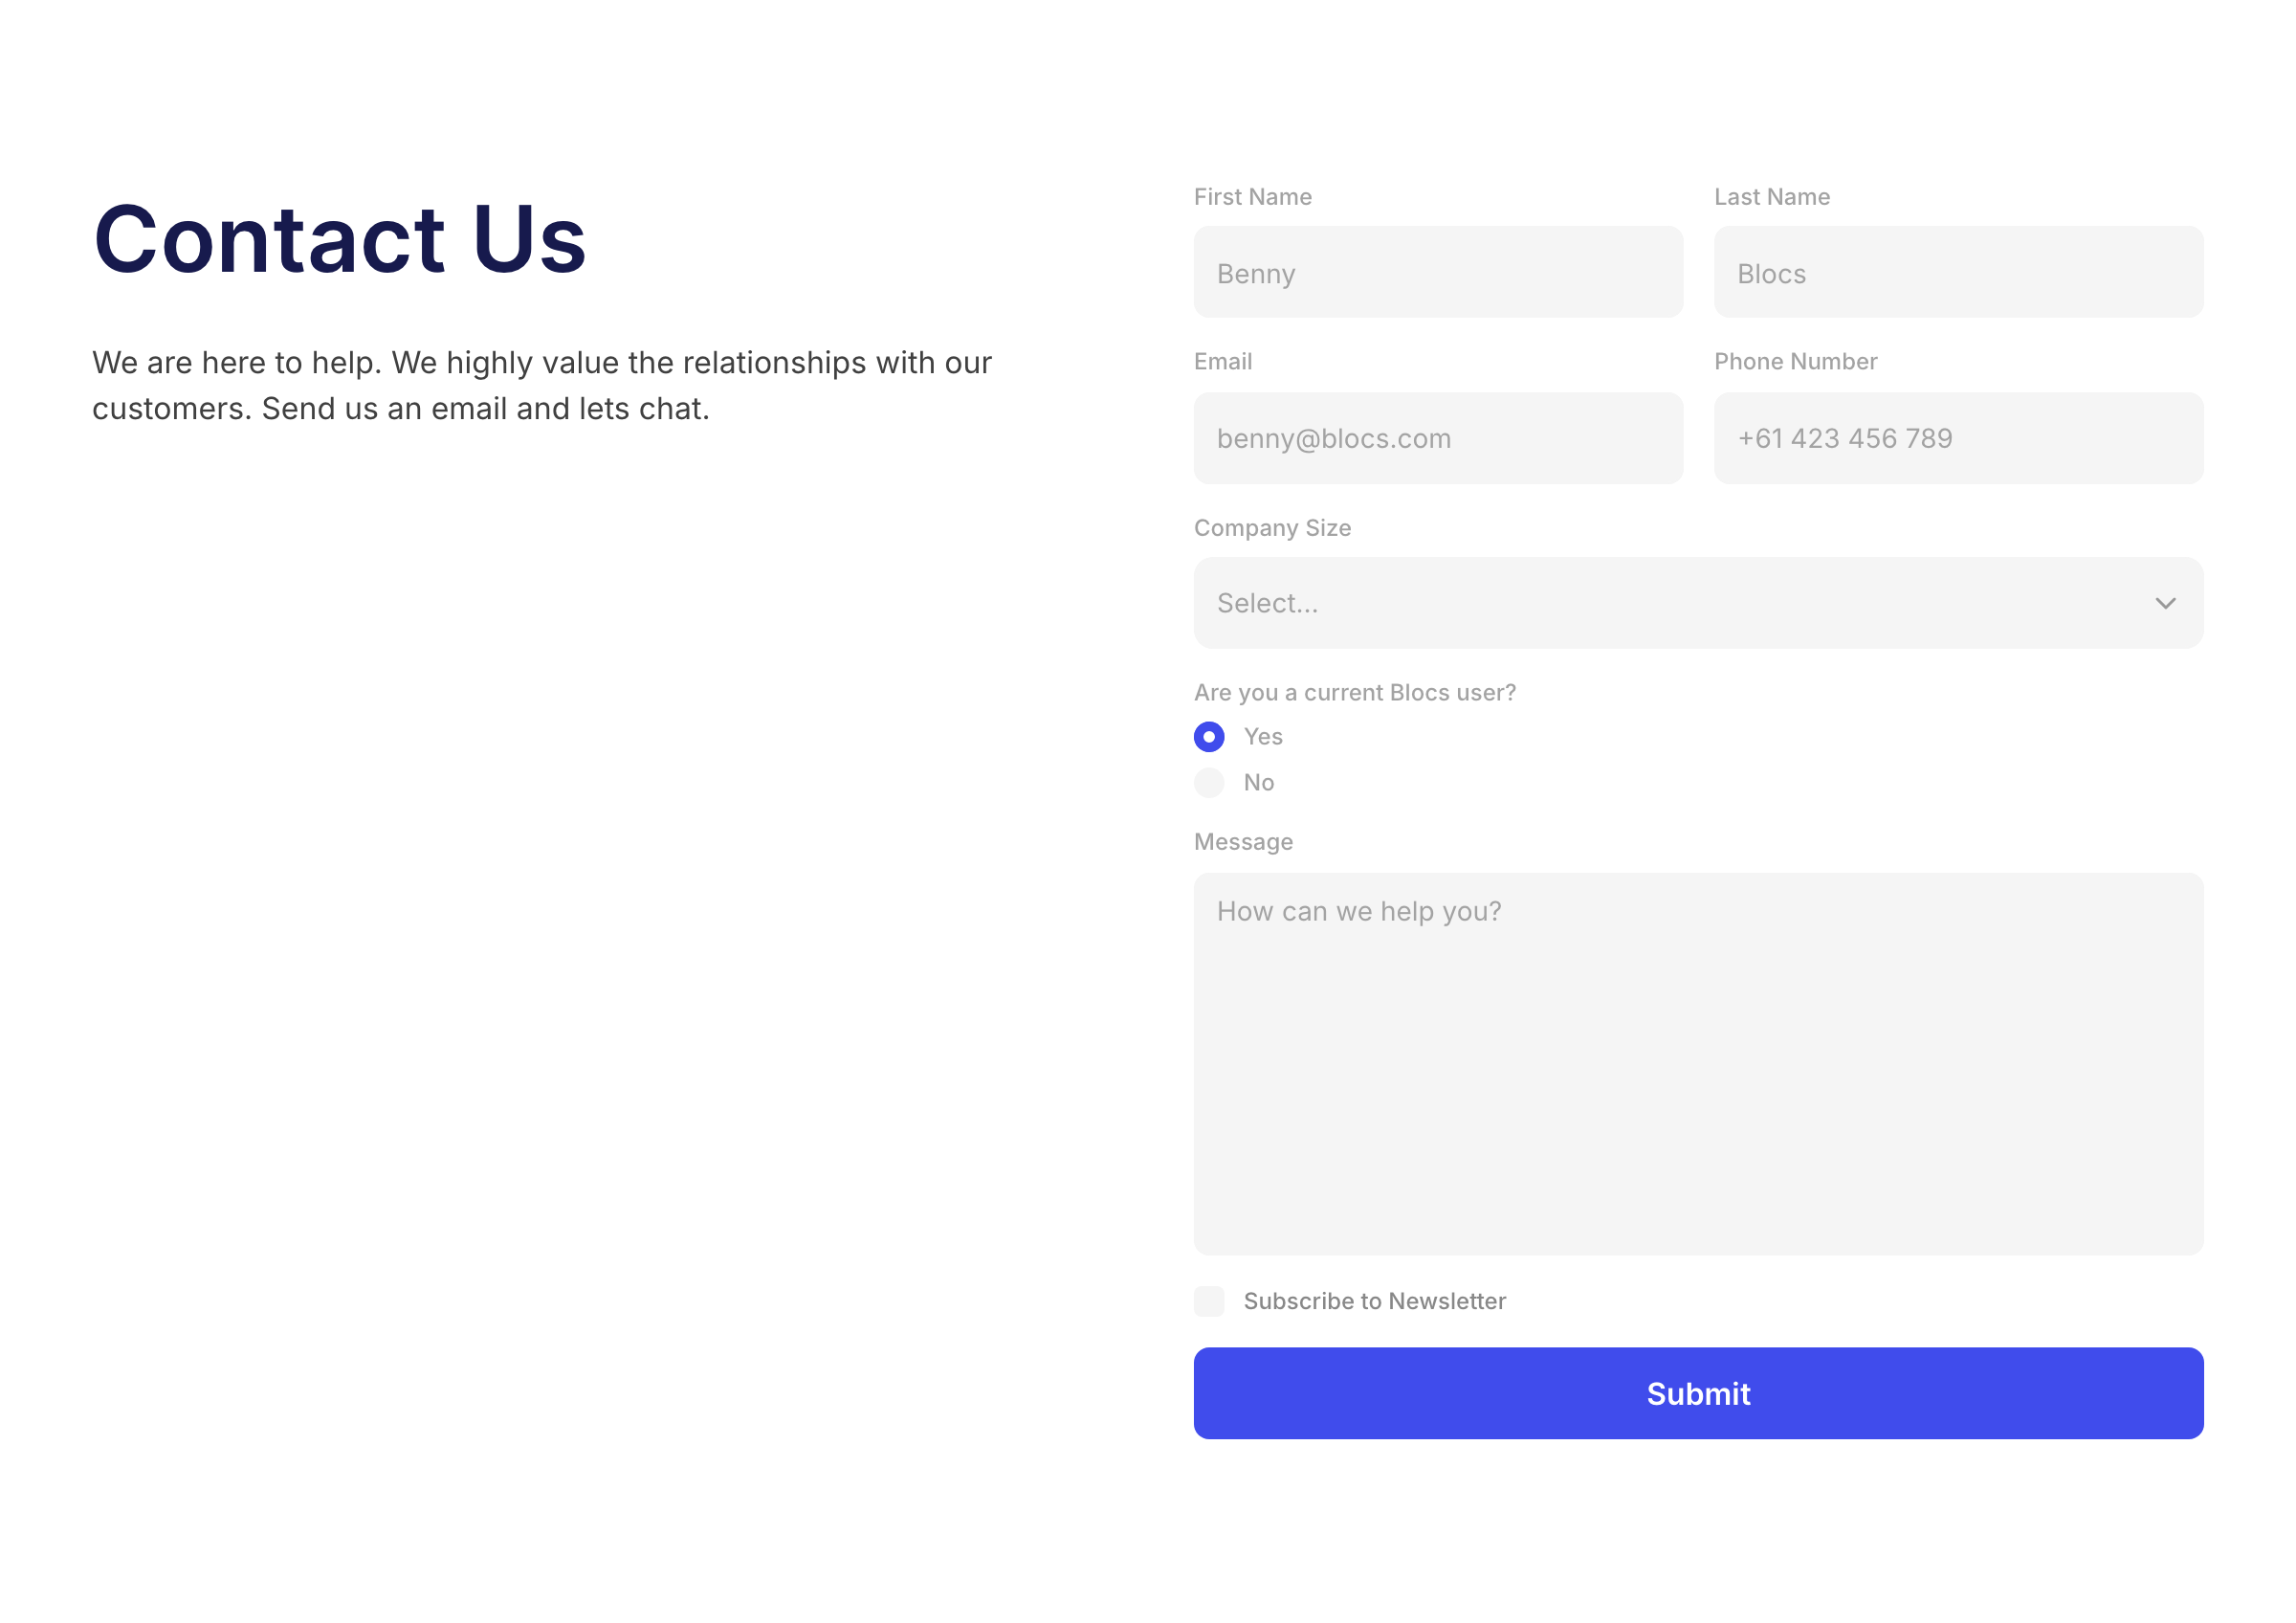 Contact Us
We are here to help. We highly value the relationships with our
customers. Send us an email and lets chat.
First Name
Last Name
Benny
Blocs
Email
Phone Number
benny@blocs.com
+61 423 456 789
Company Size
Select...
Are you a current Blocs user?
Yes
No
Message
How can we help you?
Subscribe to Newsletter
Submit